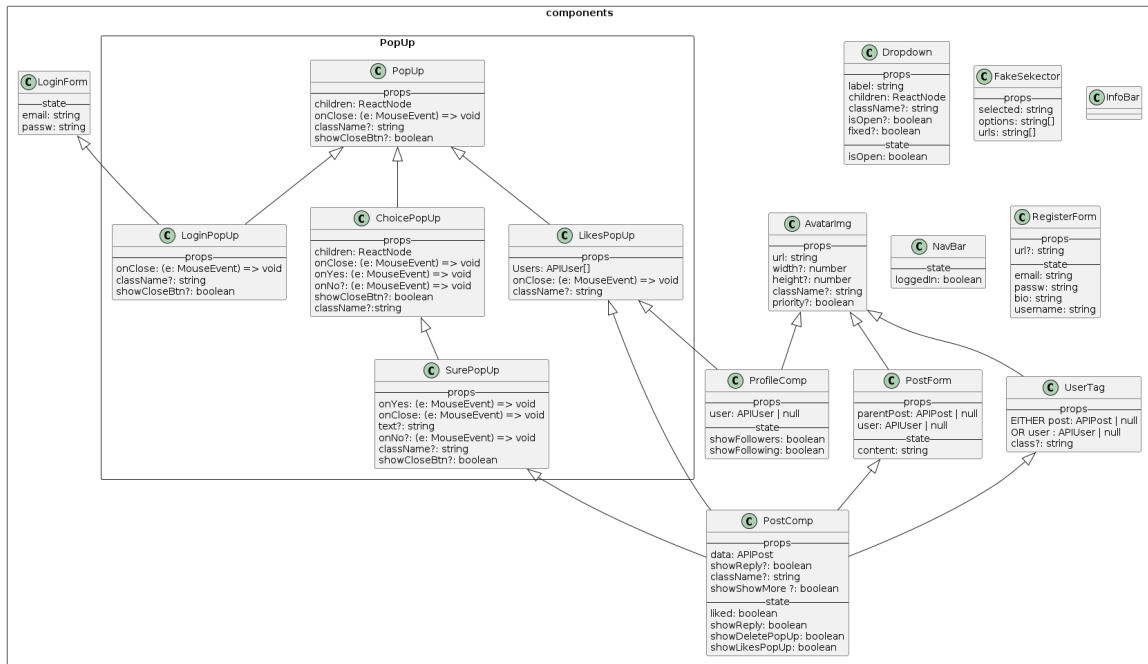 components
PopUp
C LoginForm
state
email: string
passw: string
C PopUp
props
children: ReactNode
onClose: (e: MouseEvent) => void
className?: string
showCloseBtn?: boolean
C Dropdown
props
label: string
children: ReactNode
className?: string
isOpen?: boolean
fixed?: boolean
state
isOpen: boolean
C FakeSekector
props
selected: string
options: string[]
urls: string[]
C InfoBar
C LoginPopUp
props
onClose: (e: MouseEvent) => void
className?: string
showCloseBtn?: boolean
C ChoicePopUp
props
children: ReactNode
onClose: (e: MouseEvent) => void
onYes: (e: MouseEvent) => void
onNo?: (e: MouseEvent) => void
showCloseBtn?: boolean
className?:string
C LikesPopUp
props
Users: APIUser[]
onClose: (e: MouseEvent) => void
className?: string
C AvatarImg
props
url: string
width?: number
height?: number
className?: string
priority?: boolean
C NavBar
state
loggedIn: boolean
C RegisterForm
props
url?: string
state
email: string
passw: string
bio: string
username: string
C SurePopUp
props
onYes: (e: MouseEvent) => void
onClose: (e: MouseEvent) => void
text?: string
onNo?: (e: MouseEvent) => void
className?: string
showCloseBtn?: boolean
C ProfileComp
props
user: APIUser | null
state
showFollowers: boolean
showFollowing: boolean
C PostForm
props
parentPost: APIPost | null
user: APIUser | null
state
content: string
C UserTag
props
EITHER post: APIPost | null
OR user : APIUser | null
class?: string
C PostComp
props
data: APIPost
showReply?: boolean
className?: string
showShowMore ?: boolean
state
liked: boolean
showReply: boolean
showDeletePopUp: boolean
showLikesPopUp: boolean